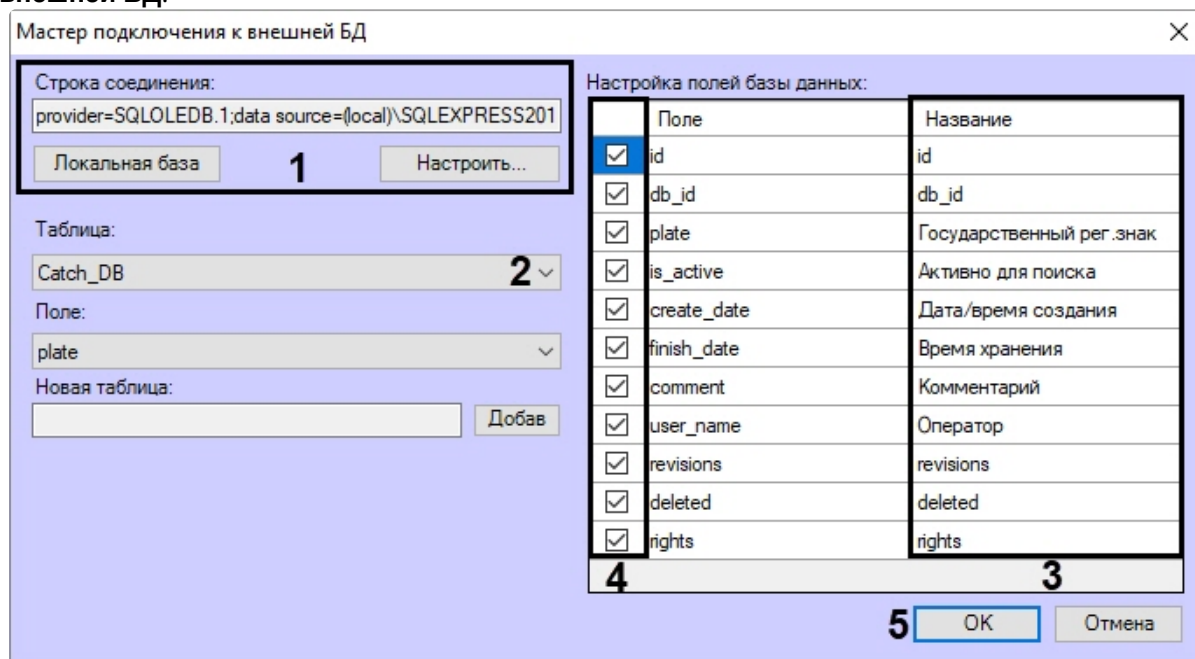 внешней БД.
Мастер подключения к внешней БД
Строка соединения:
provider=SQLOLEDB.1;data source=(local)\SQLEXPRESS201
Локальная база 1 Настроить...
Таблица:
Catch_DB 2
Поле:
plate
Новая таблица:
Добав
Настройка полей базы данных:
Поле Название
id id
db_id db_id
plate Государственный рег.знак
is_active Активно для поиска
create_date Дата/время создания
finish_date Время хранения
comment Комментарий
user_name Оператор
revisions revisions
deleted deleted
rights rights
4 3
5 OK Отмена